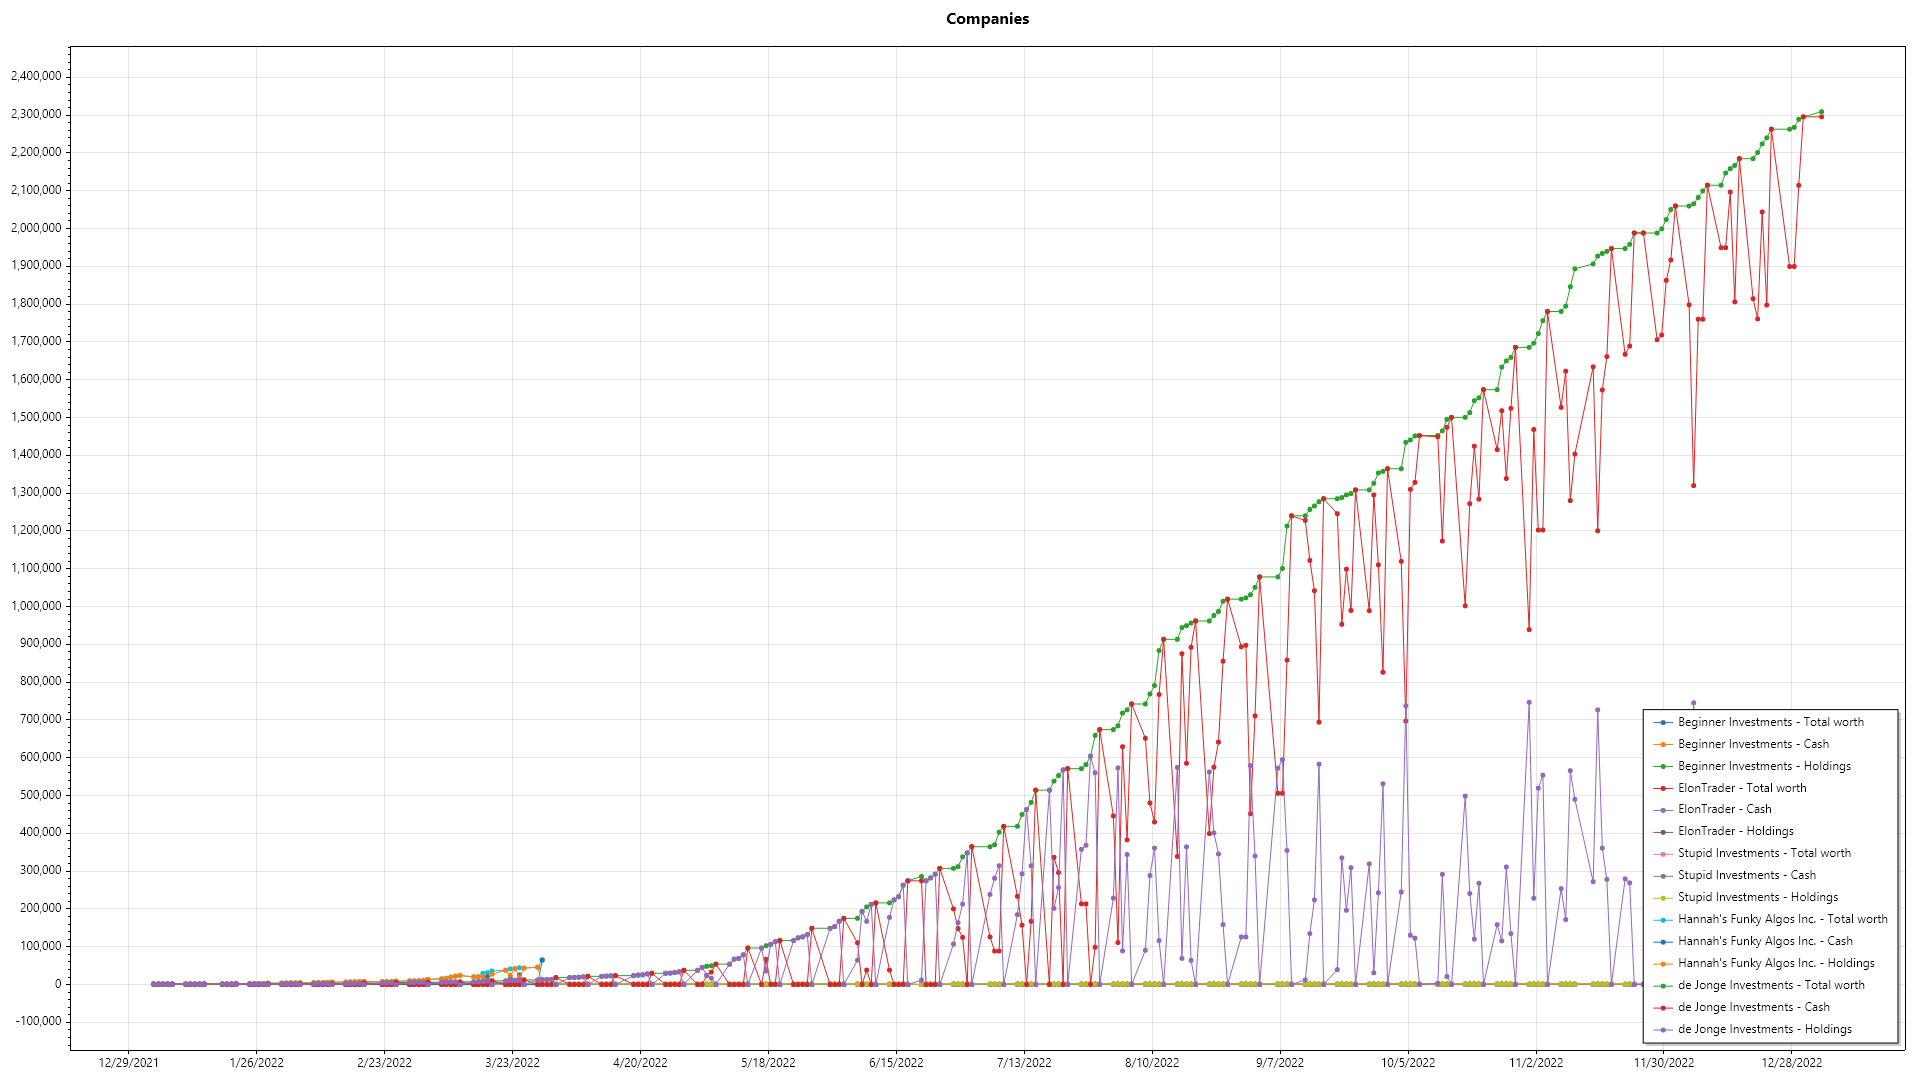 Companies
2,400,000
2,300,000
2,200,000
2,100,000
2,000,000
1,900,000
1,800,000
1,700,000
1,600,000
1,500,000
1,400,000
1,300,000
1,200,000
1,100,000
1,000,000
900,000
800,000
700,000
600,000
500,000
400,000
300,000
200,000
100,000
0
-100,000
Beginner Investments - Total worth
Beginner Investments - Cash
Beginner Investments - Holdings
ElonTrader - Total worth
ElonTrader - Cash
ElonTrader - Holdings
Stupid Investments - Total worth
Stupid Investments - Cash
Stupid Investments - Holdings
Hannah's Funky Algos Inc. - Total worth
Hannah's Funky Algos Inc. - Cash
Hannah's Funky Algos Inc. - Holdings
de Jonge Investments - Total worth
de Jonge Investments - Cash
de Jonge Investments - Holdings
12/29/2021 1/26/2022 2/23/2022 3/23/2022 4/20/2022 5/18/2022 6/15/2022 7/13/2022 8/10/2022 9/7/2022 10/5/2022 11/2/2022 11/30/2022 12/28/2022